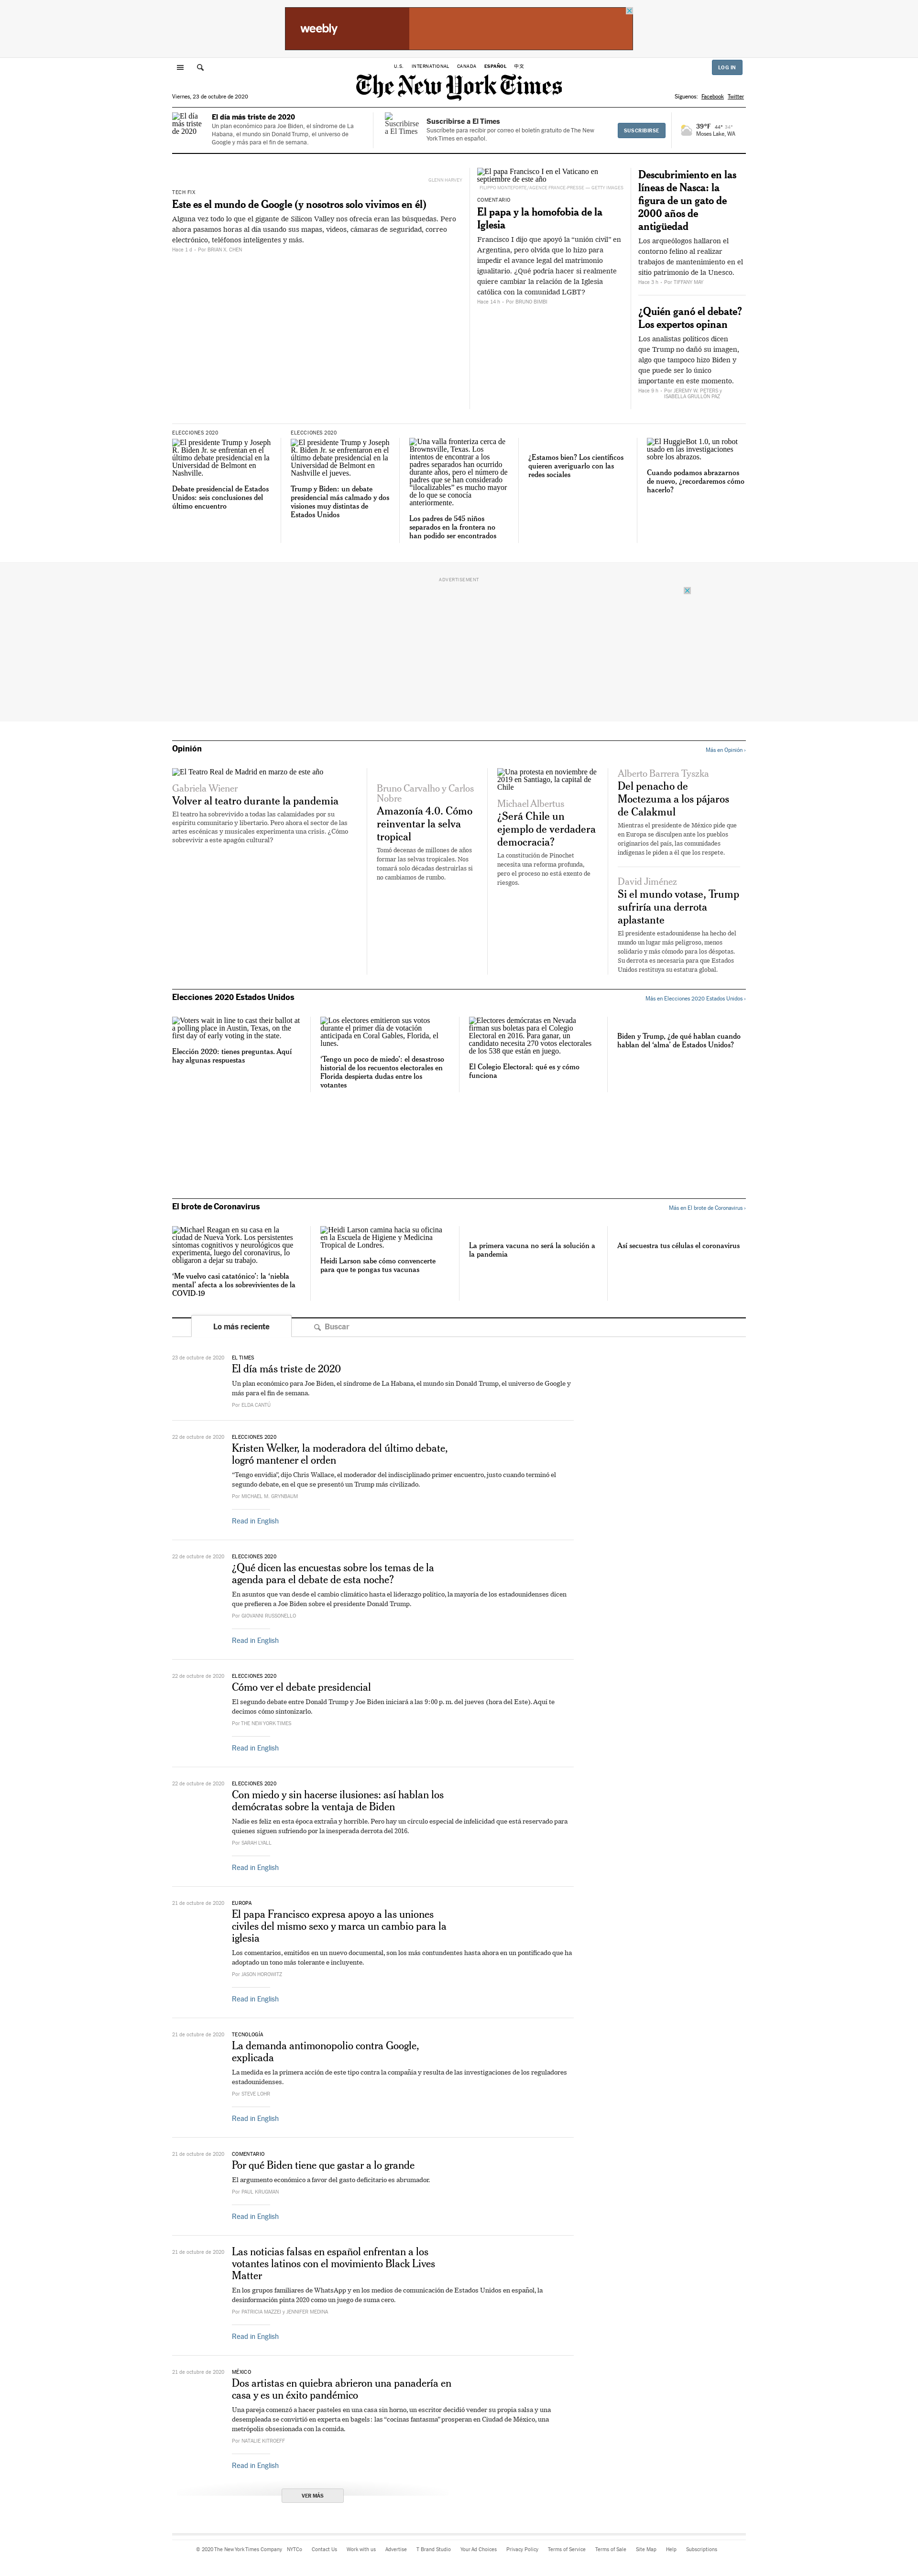 weebly
U.S.
INTERNATIONAL
CANADA
ESPAÑOL
中文
LOG IN
The New York Times
Viernes, 23 de octubre de 2020
Síguenos:
Facebook
Twitter
El día más triste de 2020
El día más triste de 2020
Un plan económico para Joe Biden, el síndrome de La Habana, el mundo sin Donald Trump, el universo de Google y más para el fin de semana.
Suscribirse a El Times
Suscribirse a El Times
Suscríbete para recibir por correo el boletín gratuito de The New York Times en español.
SUSCRIBIRSE
39°F 44° 34°
Moses Lake, WA
GLENN HARVEY
TECH FIX
Este es el mundo de Google (y nosotros solo vivimos en él)
Alguna vez todo lo que el gigante de Silicon Valley nos ofrecía eran las búsquedas. Pero ahora pasamos horas al día usando sus mapas, videos, cámaras de seguridad, correo electrónico, teléfonos inteligentes y más.
Hace 1 d – Por BRIAN X. CHEN
El papa Francisco I en el Vaticano en septiembre de este año
FILIPPO MONTEFORTE/AGENCE FRANCE-PRESSE — GETTY IMAGES
COMENTARIO
El papa y la homofobia de la Iglesia
Francisco I dijo que apoyó la “unión civil” en Argentina, pero olvida que lo hizo para impedir el avance legal del matrimonio igualitario. ¿Qué podría hacer si realmente quiere cambiar la relación de la Iglesia católica con la comunidad LGBT?
Hace 14 h – Por BRUNO BIMBI
Descubrimiento en las líneas de Nasca: la figura de un gato de 2000 años de antigüedad
Los arqueólogos hallaron el contorno felino al realizar trabajos de mantenimiento en el sitio patrimonio de la Unesco.
Hace 3 h – Por TIFFANY MAY
¿Quién ganó el debate? Los expertos opinan
Los analistas políticos dicen que Trump no dañó su imagen, algo que tampoco hizo Biden y que puede ser lo único importante en este momento.
Hace 9 h – Por JEREMY W. PETERS y ISABELLA GRULLÓN PAZ
ELECCIONES 2020
El presidente Trump y Joseph R. Biden Jr. se enfrentan en el último debate presidencial en la Universidad de Belmont en Nashville.
Debate presidencial de Estados Unidos: seis conclusiones del último encuentro
ELECCIONES 2020
El presidente Trump y Joseph R. Biden Jr. se enfrentaron en el último debate presidencial en la Universidad de Belmont en Nashville el jueves.
Trump y Biden: un debate presidencial más calmado y dos visiones muy distintas de Estados Unidos
Una valla fronteriza cerca de Brownsville, Texas. Los intentos de encontrar a los padres separados han ocurrido durante años, pero el número de padres que se han considerado “ilocalizables” es mucho mayor de lo que se conocía anteriormente.
Los padres de 545 niños separados en la frontera no han podido ser encontrados
¿Estamos bien? Los científicos quieren averiguarlo con las redes sociales
El HuggieBot 1.0, un robot usado en las investigaciones sobre los abrazos.
Cuando podamos abrazarnos de nuevo, ¿recordaremos cómo hacerlo?
ADVERTISEMENT
Opinión
Más en Opinión ›
El Teatro Real de Madrid en marzo de este año
Gabriela Wiener
Volver al teatro durante la pandemia
El teatro ha sobrevivido a todas las calamidades por su espíritu comunitario y libertario. Pero ahora el sector de las artes escénicas y musicales experimenta una crisis. ¿Cómo sobrevivir a este apagón cultural?
Bruno Carvalho y Carlos Nobre
Amazonía 4.0. Cómo reinventar la selva tropical
Tomó decenas de millones de años formar las selvas tropicales. Nos tomará solo décadas destruirlas si no cambiamos de rumbo.
Una protesta en noviembre de 2019 en Santiago, la capital de Chile
Michael Albertus
¿Será Chile un ejemplo de verdadera democracia?
La constitución de Pinochet necesita una reforma profunda, pero el proceso no está exento de riesgos.
Alberto Barrera Tyszka
Del penacho de Moctezuma a los pájaros de Calakmul
Mientras el presidente de México pide que en Europa se disculpen ante los pueblos originarios del país, las comunidades indígenas le piden a él que los respete.
David Jiménez
Si el mundo votase, Trump sufriría una derrota aplastante
El presidente estadounidense ha hecho del mundo un lugar más peligroso, menos solidario y más cómodo para los déspotas. Su derrota es necesaria para que Estados Unidos restituya su estatura global.
Elecciones 2020 Estados Unidos
Más en Elecciones 2020 Estados Unidos ›
Voters wait in line to cast their ballot at a polling place in Austin, Texas, on the first day of early voting in the state.
Elección 2020: tienes preguntas. Aquí hay algunas respuestas
Los electores emitieron sus votos durante el primer día de votación anticipada en Coral Gables, Florida, el lunes.
‘Tengo un poco de miedo’: el desastroso historial de los recuentos electorales en Florida despierta dudas entre los votantes
Electores demócratas en Nevada firman sus boletas para el Colegio Electoral en 2016. Para ganar, un candidato necesita 270 votos electorales de los 538 que están en juego.
El Colegio Electoral: qué es y cómo funciona
Biden y Trump, ¿de qué hablan cuando hablan del ‘alma’ de Estados Unidos?
El brote de Coronavirus
Más en El brote de Coronavirus ›
Michael Reagan en su casa en la ciudad de Nueva York. Los persistentes síntomas cognitivos y neurológicos que experimenta, luego del coronavirus, lo obligaron a dejar su trabajo.
‘Me vuelvo casi catatónico’: la ‘niebla mental’ afecta a los sobrevivientes de la COVID-19
Heidi Larson camina hacia su oficina en la Escuela de Higiene y Medicina Tropical de Londres.
Heidi Larson sabe cómo convencerte para que te pongas tus vacunas
La primera vacuna no será la solución a la pandemia
Así secuestra tus células el coronavirus
Lo más reciente
Buscar
23 de octubre de 2020
EL TIMES
El día más triste de 2020
Un plan económico para Joe Biden, el síndrome de La Habana, el mundo sin Donald Trump, el universo de Google y más para el fin de semana.
Por ELDA CANTÚ
22 de octubre de 2020
ELECCIONES 2020
Kristen Welker, la moderadora del último debate, logró mantener el orden
“Tengo envidia”, dijo Chris Wallace, el moderador del indisciplinado primer encuentro, justo cuando terminó el segundo debate, en el que se presentó un Trump más civilizado.
Por MICHAEL M. GRYNBAUM
Read in English
22 de octubre de 2020
ELECCIONES 2020
¿Qué dicen las encuestas sobre los temas de la agenda para el debate de esta noche?
En asuntos que van desde el cambio climático hasta el liderazgo político, la mayoría de los estadounidenses dicen que prefieren a Joe Biden sobre el presidente Donald Trump.
Por GIOVANNI RUSSONELLO
Read in English
22 de octubre de 2020
ELECCIONES 2020
Cómo ver el debate presidencial
El segundo debate entre Donald Trump y Joe Biden iniciará a las 9:00 p. m. del jueves (hora del Este). Aquí te decimos cómo sintonizarlo.
Por THE NEW YORK TIMES
Read in English
22 de octubre de 2020
ELECCIONES 2020
Con miedo y sin hacerse ilusiones: así hablan los demócratas sobre la ventaja de Biden
Nadie es feliz en esta época extraña y horrible. Pero hay un círculo especial de infelicidad que está reservado para quienes siguen sufriendo por la inesperada derrota del 2016.
Por SARAH LYALL
Read in English
21 de octubre de 2020
EUROPA
El papa Francisco expresa apoyo a las uniones civiles del mismo sexo y marca un cambio para la iglesia
Los comentarios, emitidos en un nuevo documental, son los más contundentes hasta ahora en un pontificado que ha adoptado un tono más tolerante e incluyente.
Por JASON HOROWITZ
Read in English
21 de octubre de 2020
TECNOLOGÍA
La demanda antimonopolio contra Google, explicada
La medida es la primera acción de este tipo contra la compañía y resulta de las investigaciones de los reguladores estadounidenses.
Por STEVE LOHR
Read in English
21 de octubre de 2020
COMENTARIO
Por qué Biden tiene que gastar a lo grande
El argumento económico a favor del gasto deficitario es abrumador.
Por PAUL KRUGMAN
Read in English
21 de octubre de 2020
Las noticias falsas en español enfrentan a los votantes latinos con el movimiento Black Lives Matter
En los grupos familiares de WhatsApp y en los medios de comunicación de Estados Unidos en español, la desinformación pinta 2020 como un juego de suma cero.
Por PATRICIA MAZZEI y JENNIFER MEDINA
Read in English
21 de octubre de 2020
MÉXICO
Dos artistas en quiebra abrieron una panadería en casa y es un éxito pandémico
Una pareja comenzó a hacer pasteles en una casa sin horno, un escritor decidió vender su propia salsa y una desempleada se convirtió en experta en bagels: las “cocinas fantasma” prosperan en Ciudad de México, una metrópolis obsesionada con la comida.
Por NATALIE KITROEFF
Read in English
VER MÁS
© 2020 The New York Times Company
NYTCo
Contact Us
Work with us
Advertise
T Brand Studio
Your Ad Choices
Privacy Policy
Terms of Service
Terms of Sale
Site Map
Help
Subscriptions